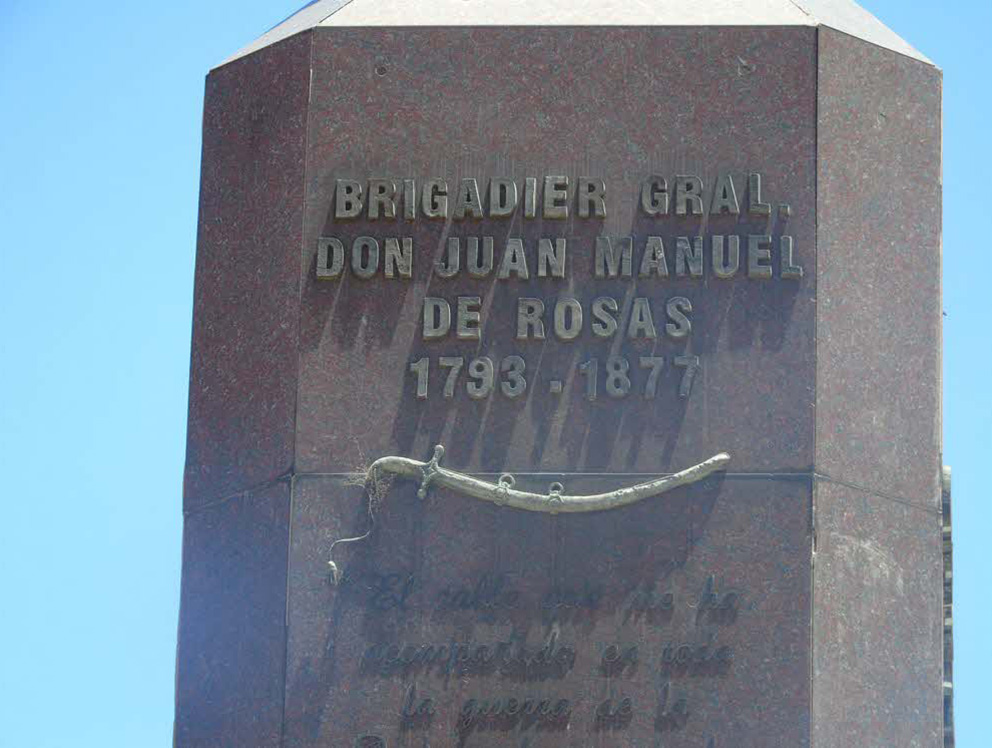 BRIGADIER GRAL.
DON JUAN MANUEL
DE ROSAS
1793 . 1877
El sable que me ha
acompañado en toda
la guerra de la